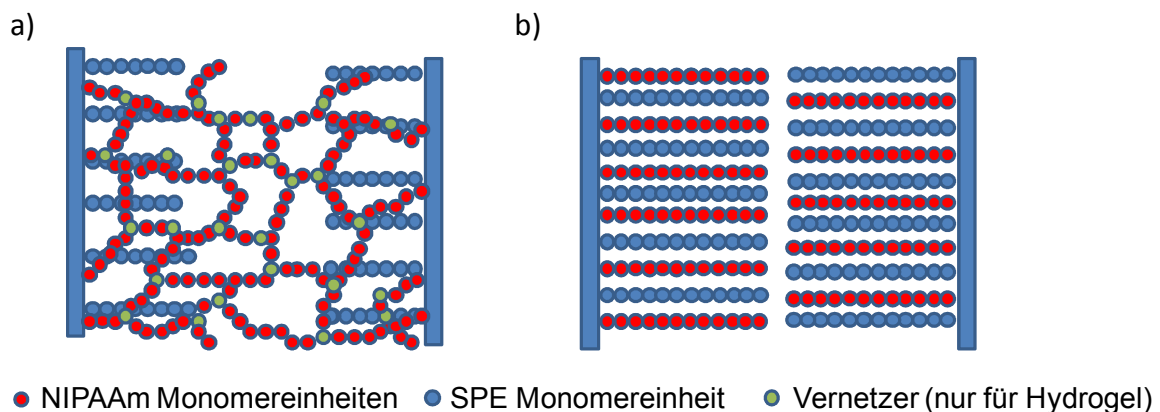 a)
b)
NIPAAm Monomereinheiten SPE Monomereinheit Vernetzer (nur für Hydrogel)